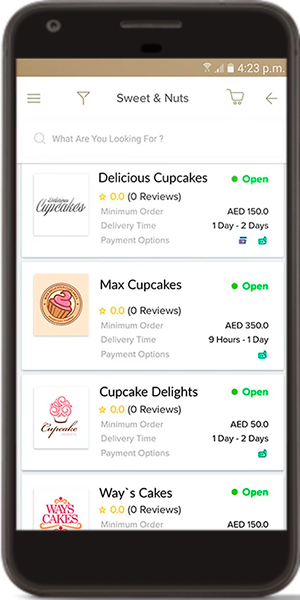 4:23 p.m.
Sweet & Nuts
What Are You Looking For ?
Delicious Cupcakes
Open
0.0 (0 Reviews)
Minimum Order AED 150.0
Delivery Time 1 Day - 2 Days
Payment Options
Delicious
Cupcakes
Max Cupcakes
Open
0.0 (0 Reviews)
Minimum Order AED 350.0
Delivery Time 9 Hours - 1 Day
Payment Options
Cupcake Delights
Open
0.0 (0 Reviews)
Minimum Order AED 50.0
Delivery Time 1 Day - 2 Days
Payment Options
Cupcake
Way`s Cakes
Open
0.0 (0 Reviews)
Minimum Order AED 150.0
WAY'S
CAKES